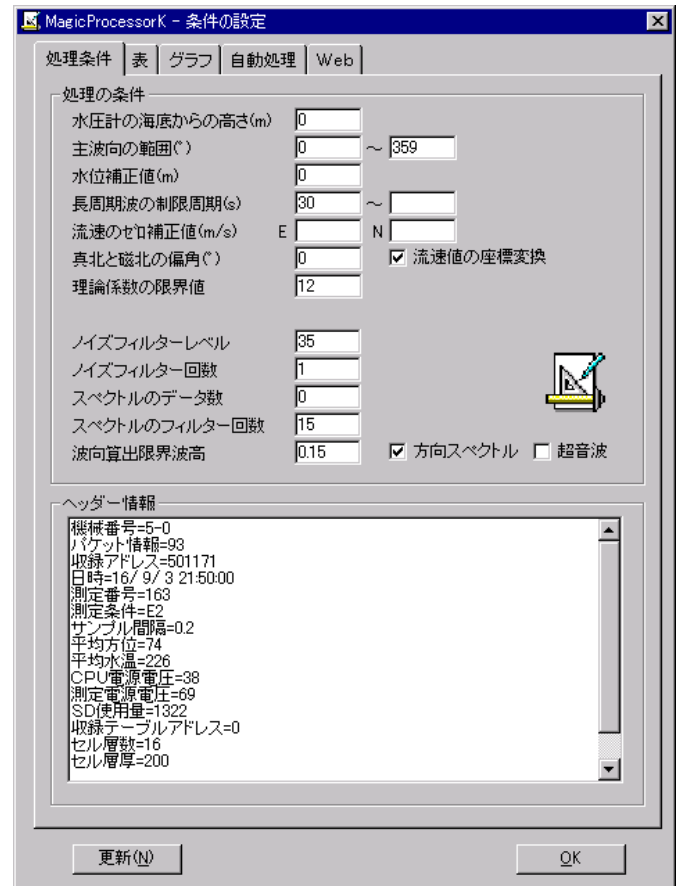 MagicProcessorK - 条件の設定
処理条件 表 グラフ 自動処理 Web
処理の条件
水圧計の海底からの高さ(m) 0
主波向の範囲(°) 0 ～ 359
水位補正値(m) 0
長周期波の制限周期(s) 30 ～
流速のゼロ補正値(m/s) E N
真北と磁北の偏角(°) 0 流速値の座標変換
理論係数の限界値 12
ノイズフィルターレベル 35
ノイズフィルター回数 1
スペクトルのデータ数 0
スペクトルのフィルター回数 15
波向算出限界波高 0.15 方向スペクトル 超音波
ヘッダー情報
機械番号=5-0
パケット情報=93
収録アドレス=501171
日時=16/ 9/ 3 21:50:00
測定番号=163
測定条件=E2
サンプル間隔=0.2
平均方位=74
平均水温=226
CPU電源電圧=38
測定電源電圧=69
SD使用量=1322
収録テーブルアドレス=0
セル層数=16
セル層厚=200
更新(N) OK